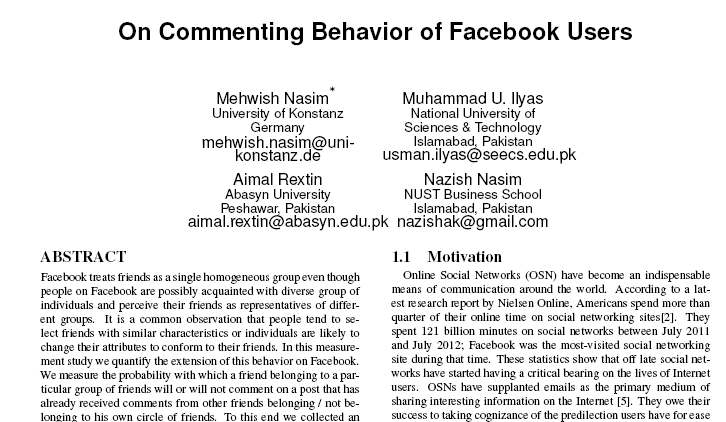 On Commenting Behavior of Facebook Users
Mehwish Nasim*
University of Konstanz
Germany
mehwish.nasim@uni-
konstanz.de
Muhammad U. Ilyas
National University of
Sciences & Technology
Islamabad, Pakistan
usman.ilyas@seecs.edu.pk
Aimal Rextin
Abasyn University
Peshawar, Pakistan
aimal.rextin@abasyn.edu.pk
Nazish Nasim
NUST Business School
Islamabad, Pakistan
nazishak@gmail.com
ABSTRACT
Facebook treats friends as a single homogeneous group even though
people on Facebook are possibly acquainted with diverse group of
individuals and perceive their friends as representatives of differ-
ent groups. It is a common observation that people tend to se-
lect friends with similar characteristics or individuals are likely to
change their attributes to conform to their friends. In this measure-
ment study we quantify the extension of this behavior on Facebook.
We measure the probability with which a friend belonging to a par-
ticular group of friends will or will not comment on a post that has
already received comments from other friends belonging / not be-
longing to his own circle of friends. To this end we collected an
1.1 Motivation
Online Social Networks (OSN) have become an indispensable
means of communication around the world. According to a lat-
est research report by Nielsen Online, Americans spend more than
quarter of their online time on social networking sites[2]. They
spent 121 billion minutes on social networks between July 2011
and July 2012; Facebook was the most-visited social networking
site during that time. These statistics show that off late social net-
works have started having a critical bearing on the lives of Internet
users. OSNs have supplanted emails as the primary medium of
sharing interesting information on the Internet [5]. They owe their
success to taking cognizance of the predilection users have for ease